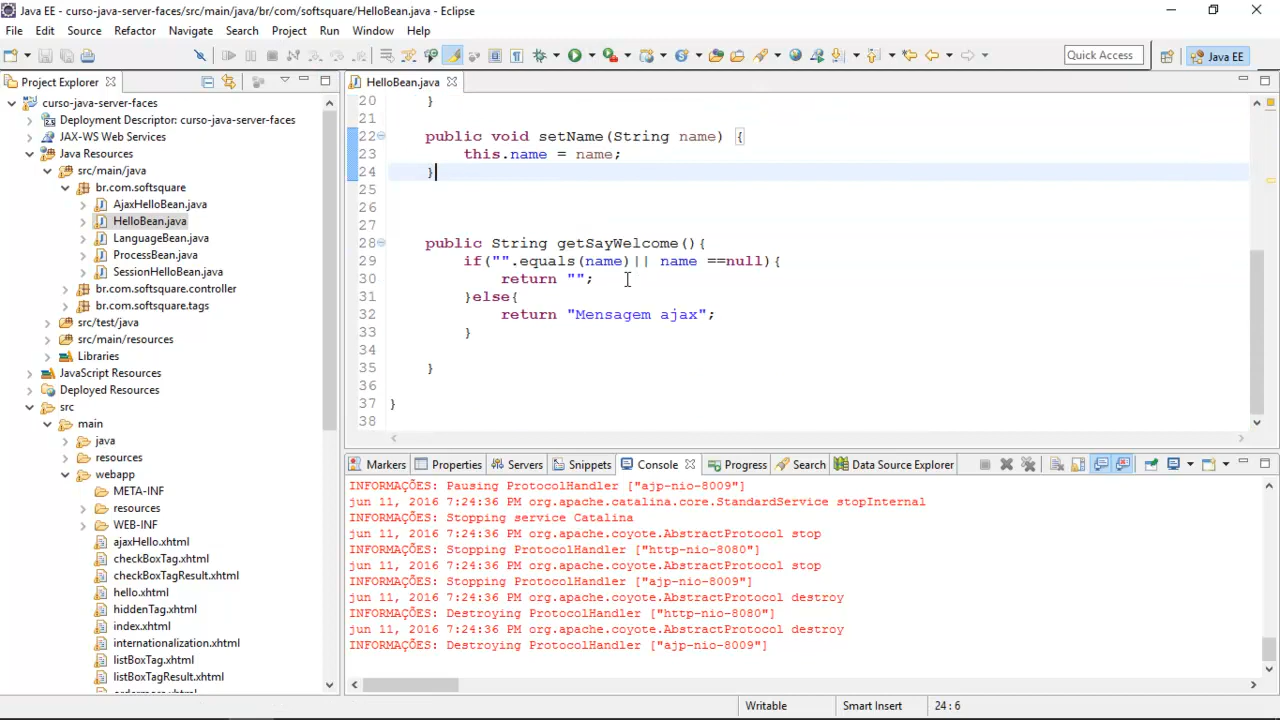 Java EE - curso-java-server-faces/src/main/java/br/com/softsquare/HelloBean.java - Eclipse
File Edit Source Refactor Navigate Search Project Run Window Help
Quick Access
Java EE
Project Explorer
curso-java-server-faces
Deployment Descriptor: curso-java-server-faces
JAX-WS Web Services
Java Resources
src/main/java
br.com.softsquare
AjaxHelloBean.java
HelloBean.java
LanguageBean.java
ProcessBean.java
SessionHelloBean.java
br.com.softsquare.controller
br.com.softsquare.tags
src/test/java
src/main/resources
Libraries
JavaScript Resources
Deployed Resources
src
main
java
resources
webapp
META-INF
resources
WEB-INF
ajaxHello.xhtml
checkBoxTag.xhtml
checkBoxTagResult.xhtml
hello.xhtml
hiddenTag.xhtml
index.xhtml
internationalization.xhtml
listBoxTag.xhtml
listBoxTagResult.xhtml
HelloBean.java
20 }
21
22 public void setName(String name) {
23 this.name = name;
24 }
25
26
27
28 public String getSayWelcome(){
29 if("".equals(name)|| name ==null){
30 return "";
31 }else{
32 return "Mensagem ajax";
33 }
34
35 }
36
37 }
38
Markers Properties Servers Snippets Console Progress Search Data Source Explorer
INFORMAÇÕES: Pausing ProtocolHandler ["ajp-nio-8009"]
jun 11, 2016 7:24:36 PM org.apache.catalina.core.StandardService stopInternal
INFORMAÇÕES: Stopping service Catalina
jun 11, 2016 7:24:36 PM org.apache.coyote.AbstractProtocol stop
INFORMAÇÕES: Stopping ProtocolHandler ["http-nio-8080"]
jun 11, 2016 7:24:36 PM org.apache.coyote.AbstractProtocol stop
INFORMAÇÕES: Stopping ProtocolHandler ["ajp-nio-8009"]
jun 11, 2016 7:24:36 PM org.apache.coyote.AbstractProtocol destroy
INFORMAÇÕES: Destroying ProtocolHandler ["http-nio-8080"]
jun 11, 2016 7:24:36 PM org.apache.coyote.AbstractProtocol destroy
INFORMAÇÕES: Destroying ProtocolHandler ["ajp-nio-8009"]
Writable Smart Insert 24 : 6